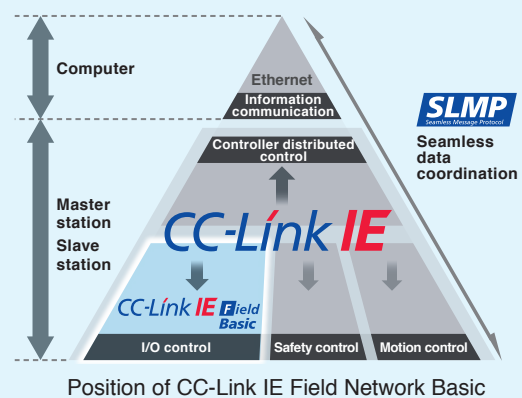 Computer
Ethernet
Information
communication
SLMP
Seamless Message Protocol
Seamless
data
coordination
Controller distributed
control
Master
station
Slave
station
CC-Link IE
CC-Link IE Field
Basic
I/O control
Safety control
Motion control
Position of CC-Link IE Field Network Basic